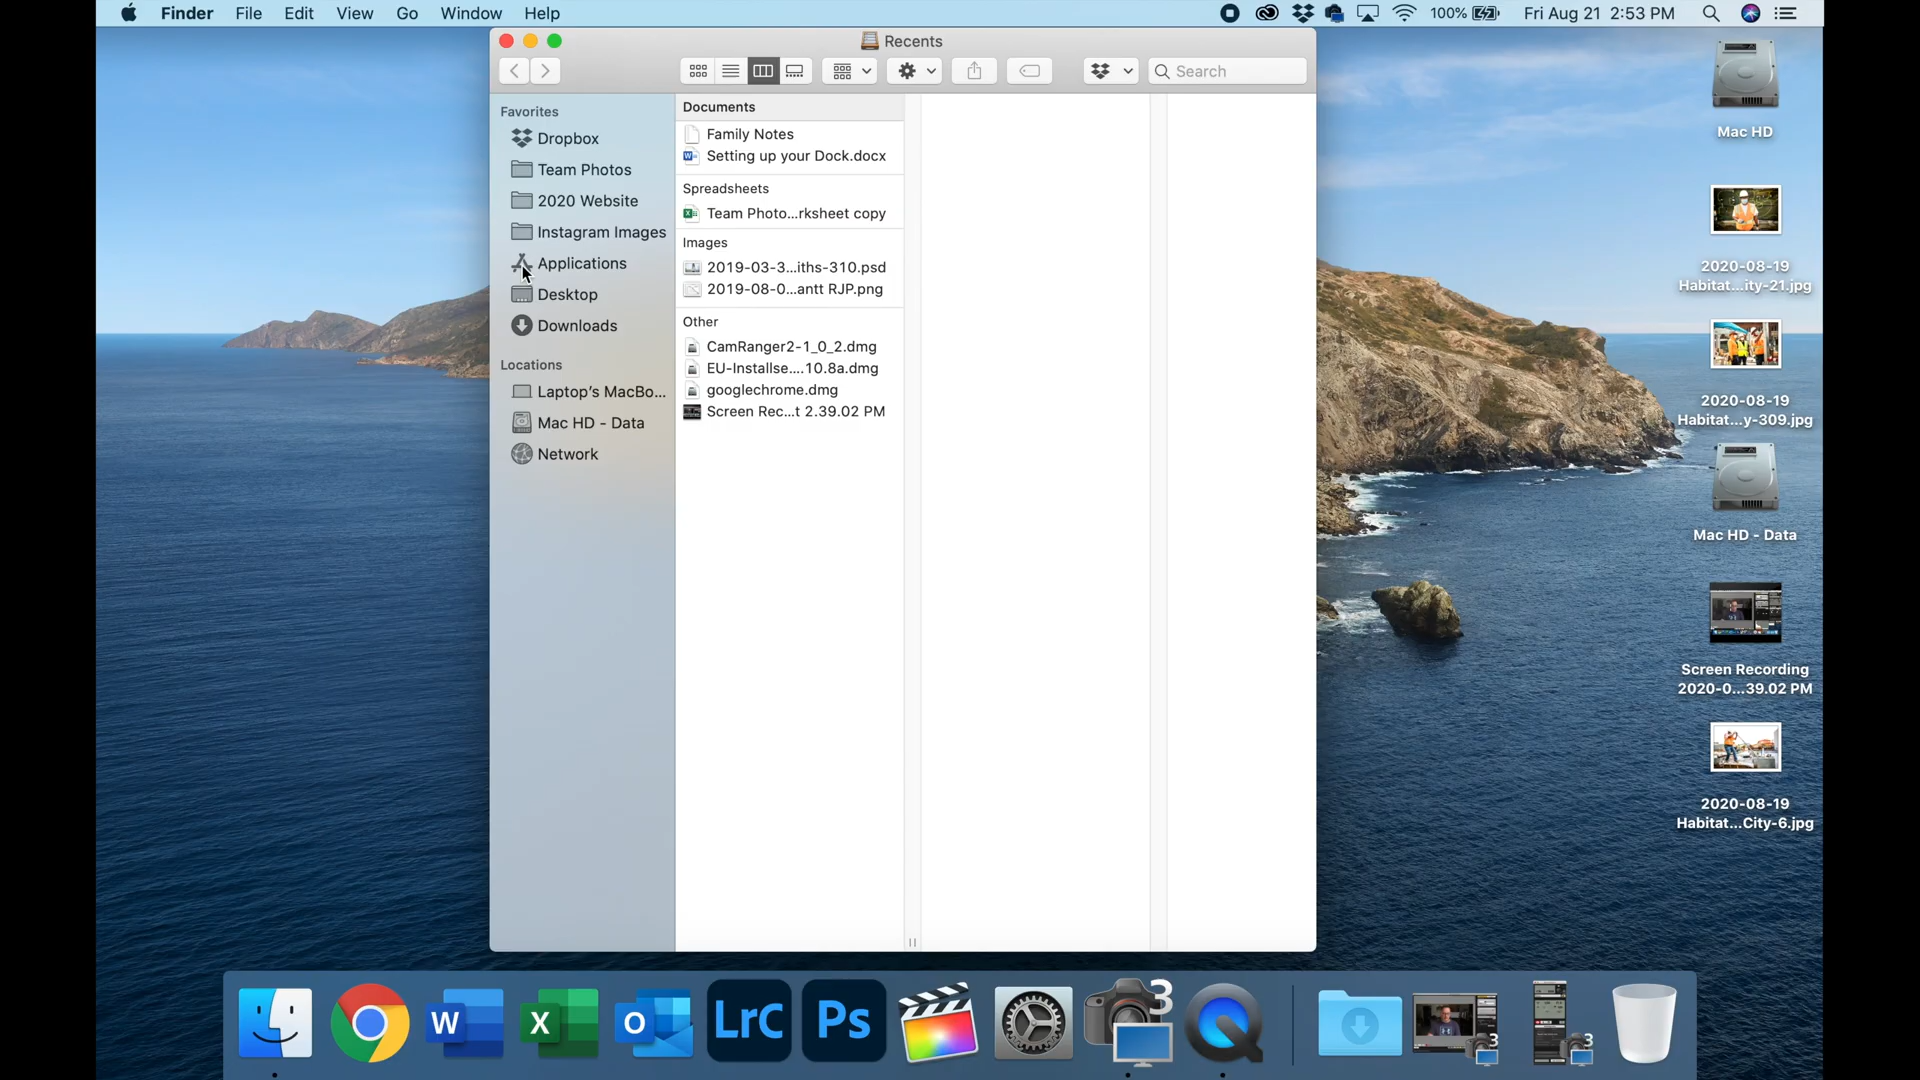 Finder File Edit View Go Window Help 100% Fri Aug 21 2:53 PM
Recents
Search
Favorites
Dropbox
Team Photos
2020 Website
Instagram Images
Applications
Desktop
Downloads
Locations
Laptop's MacBo...
Mac HD - Data
Network
Documents
Family Notes
Setting up your Dock.docx
Spreadsheets
Team Photo...rksheet copy
Images
2019-03-3...iths-310.psd
2019-08-0...antt RJP.png
Other
CamRanger2-1_0_2.dmg
EU-Installse....10.8a.dmg
googlechrome.dmg
Screen Rec...t 2.39.02 PM
Mac HD
2020-08-19
Habitat...ity-21.jpg
2020-08-19
Habitat...y-309.jpg
Mac HD - Data
Screen Recording
2020-0...39.02 PM
2020-08-19
Habitat...City-6.jpg
W X O LrC Ps 3 3 3